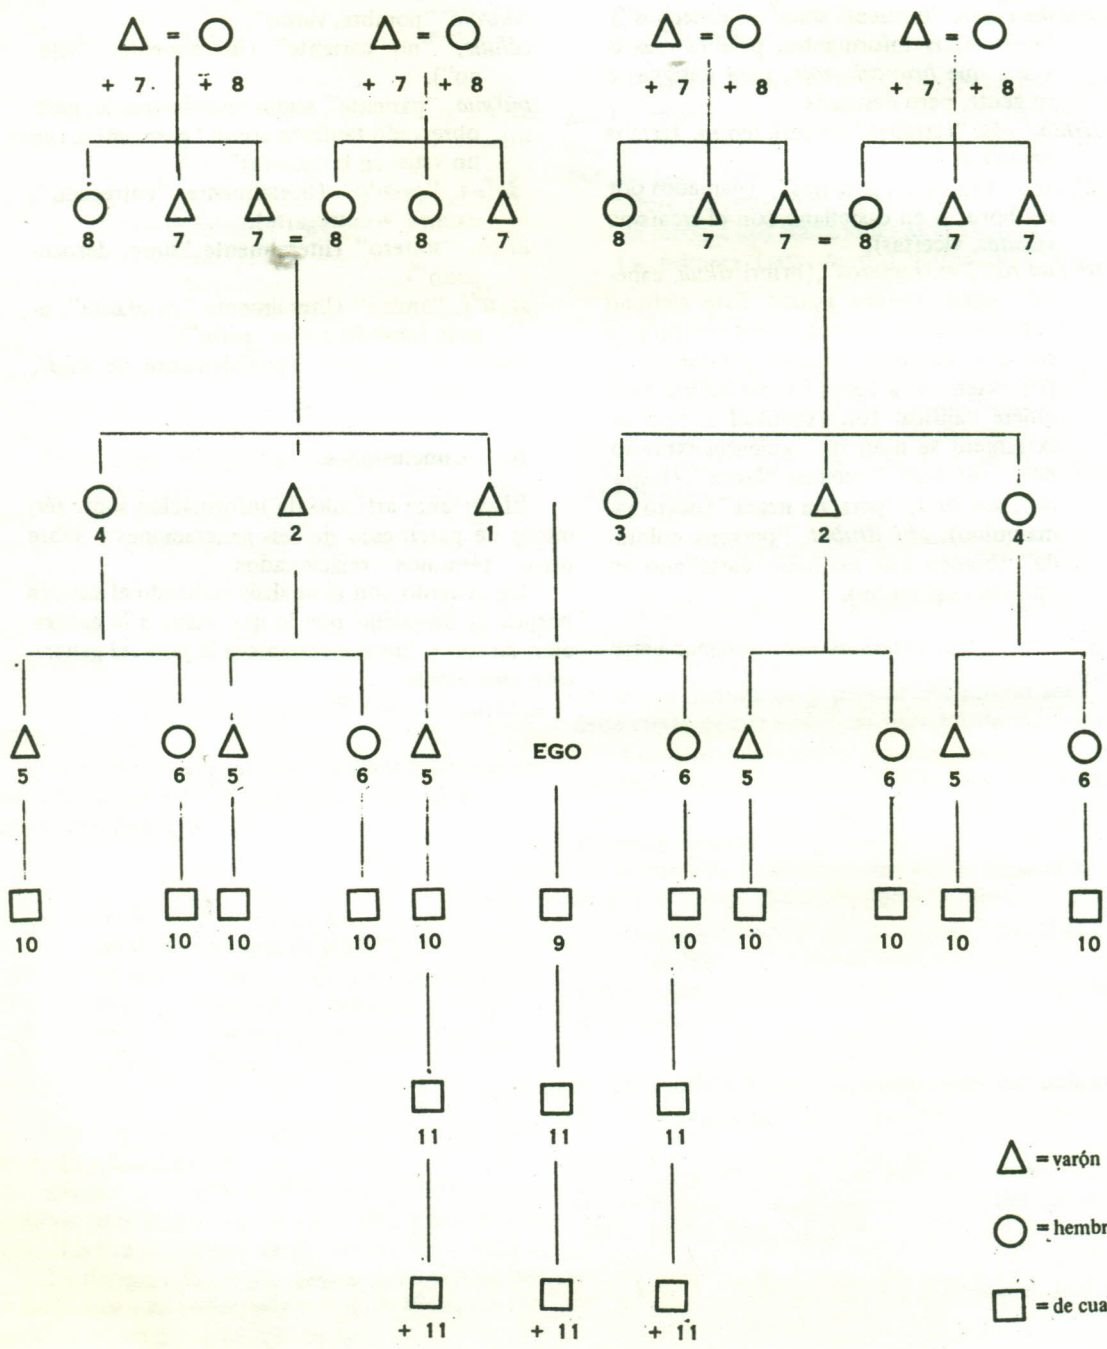 = = = =
+ 7 + 8 + 7 + 8 + 7 + 8 + 7 + 8
8 7 7 = 8 8 7 8 7 7 = 8 7 7
4 2 1 3 2 4
5 6 5 6 5 EGO 6 5 6 5 6
10 10 10 10 10 9 10 10 10 10 10
11 11 11
= varón
= hembr
= de cua
+ 11 + 11 + 11